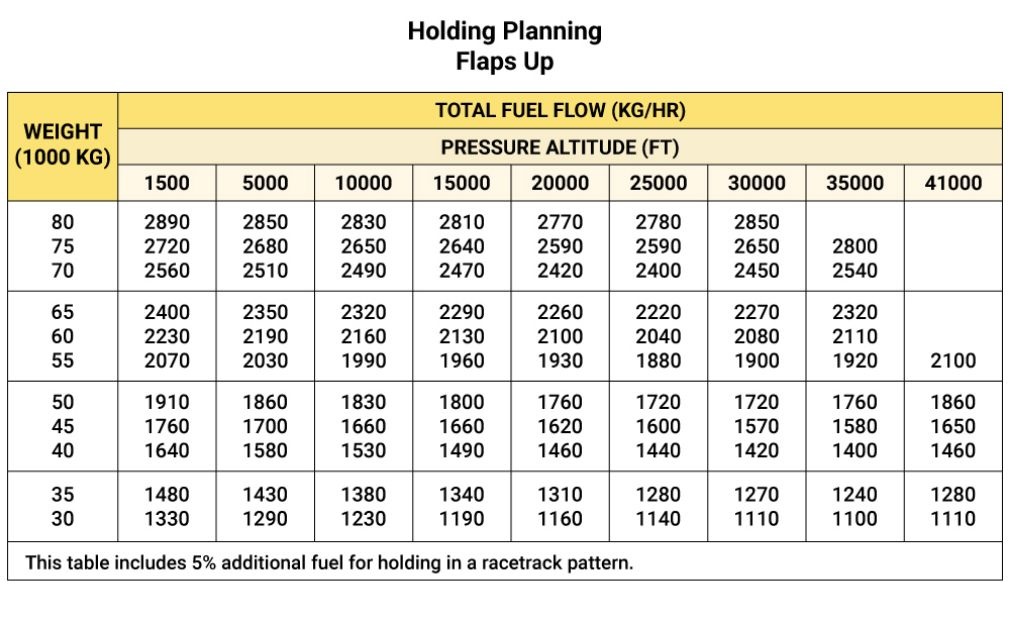 Holding Planning
Flaps Up
WEIGHT
(1000 KG)
TOTAL FUEL FLOW (KG/HR)
PRESSURE ALTITUDE (FT)
1500 5000 10000 15000 20000 25000 30000 35000 41000
80 2890 2850 2830 2810 2770 2780 2850
75 2720 2680 2650 2640 2590 2590 2650 2800
70 2560 2510 2490 2470 2420 2400 2450 2540
65 2400 2350 2320 2290 2260 2220 2270 2320
60 2230 2190 2160 2130 2100 2040 2080 2110
55 2070 2030 1990 1960 1930 1880 1900 1920 2100
50 1910 1860 1830 1800 1760 1720 1720 1760 1860
45 1760 1700 1660 1660 1620 1600 1570 1580 1650
40 1640 1580 1530 1490 1460 1440 1420 1400 1460
35 1480 1430 1380 1340 1310 1280 1270 1240 1280
30 1330 1290 1230 1190 1160 1140 1110 1100 1110
This table includes 5% additional fuel for holding in a racetrack pattern.